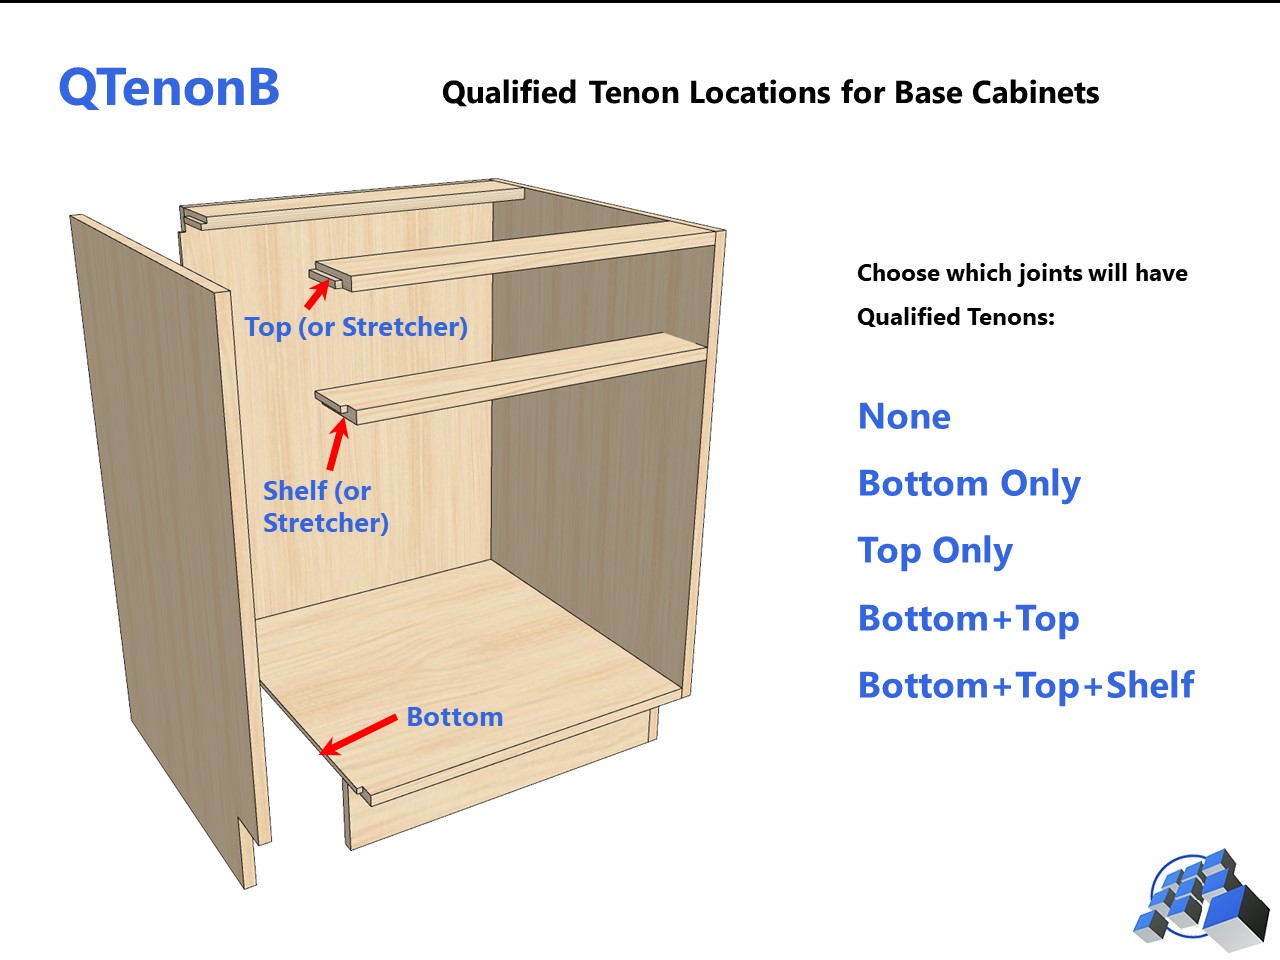 QTenonB
Qualified Tenon Locations for Base Cabinets
Top (or Stretcher)
Shelf (or
Stretcher)
Bottom
Choose which joints will have
Qualified Tenons:
None
Bottom Only
Top Only
Bottom+Top
Bottom+Top+Shelf